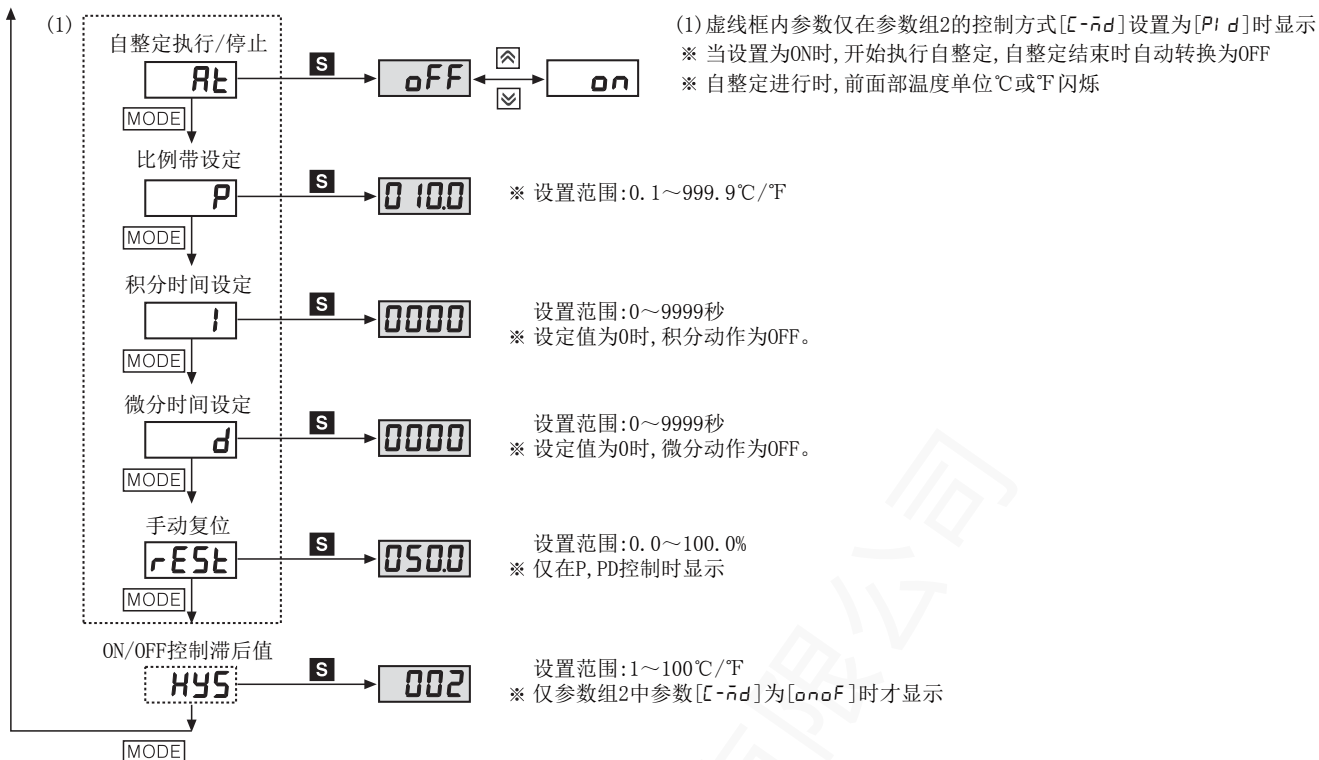 (1)
(1)虚线框内参数仅在参数组2的控制方式[C-md]设置为[PId]时显示
※ 当设置为ON时,开始执行自整定,自整定结束时自动转换为OFF
※ 自整定进行时,前面部温度单位℃或℉闪烁
自整定执行/停止
At
S
oFF
on
MODE
比例带设定
P
S
010.0
※ 设置范围:0.1～999.9℃/℉
MODE
积分时间设定
I
S
0000
设置范围:0～9999秒
※ 设定值为0时,积分动作为OFF。
MODE
微分时间设定
d
S
0000
设置范围:0～9999秒
※ 设定值为0时,微分动作为OFF。
MODE
手动复位
rESt
S
050.0
设置范围:0.0～100.0%
※ 仅在P,PD控制时显示
MODE
ON/OFF控制滞后值
HYS
S
002
设置范围:1～100℃/℉
※ 仅参数组2中参数[C-md]为[onoF]时才显示
MODE
有限公司